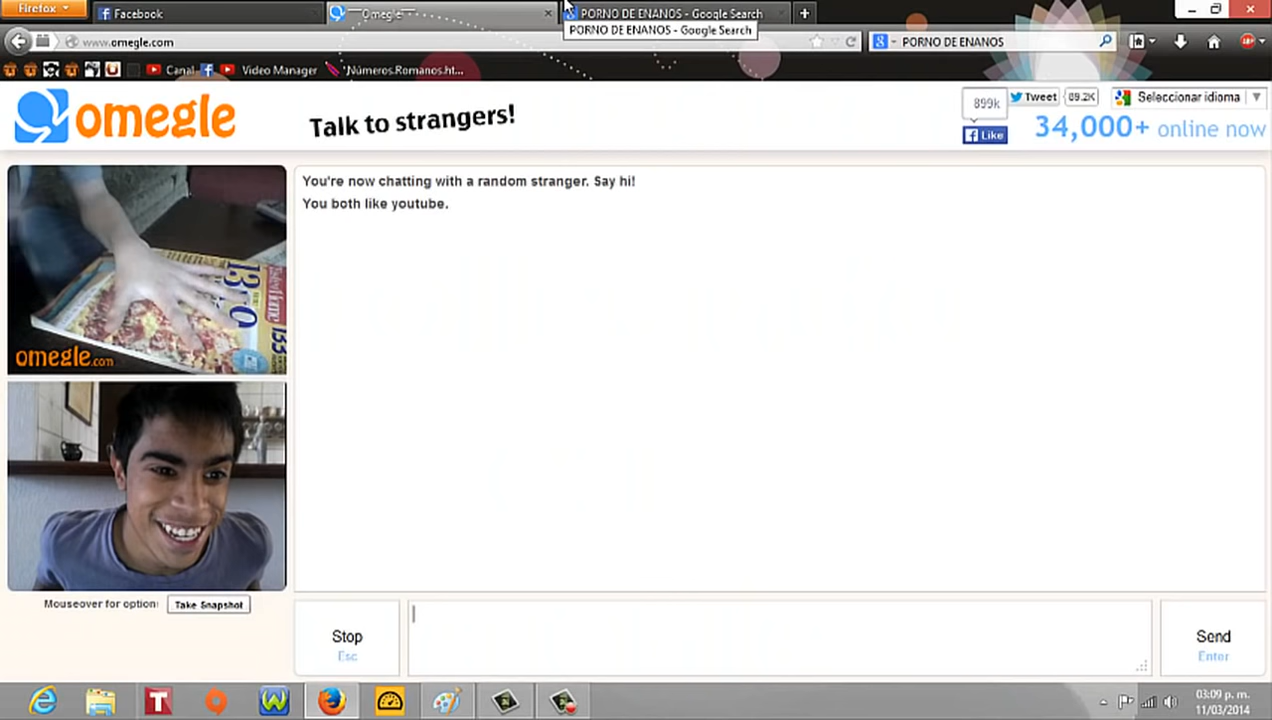 Firefox
Facebook
Omegle
PORNO DE ENANOS - Google Search
PORNO DE ENANOS - Google Search
www.omegle.com
PORNO DE ENANOS
Canal
Video Manager
Números.Romanos.ht...
omegle
Talk to strangers!
899k
Like
Tweet
89.2K
Seleccionar idioma
34,000+ online now
You're now chatting with a random stranger. Say hi!
You both like youtube.
omegle.com
Mouseover for option:
Take Snapshot
Stop
Esc
Send
Enter
03:09 p. m.
11/03/2014